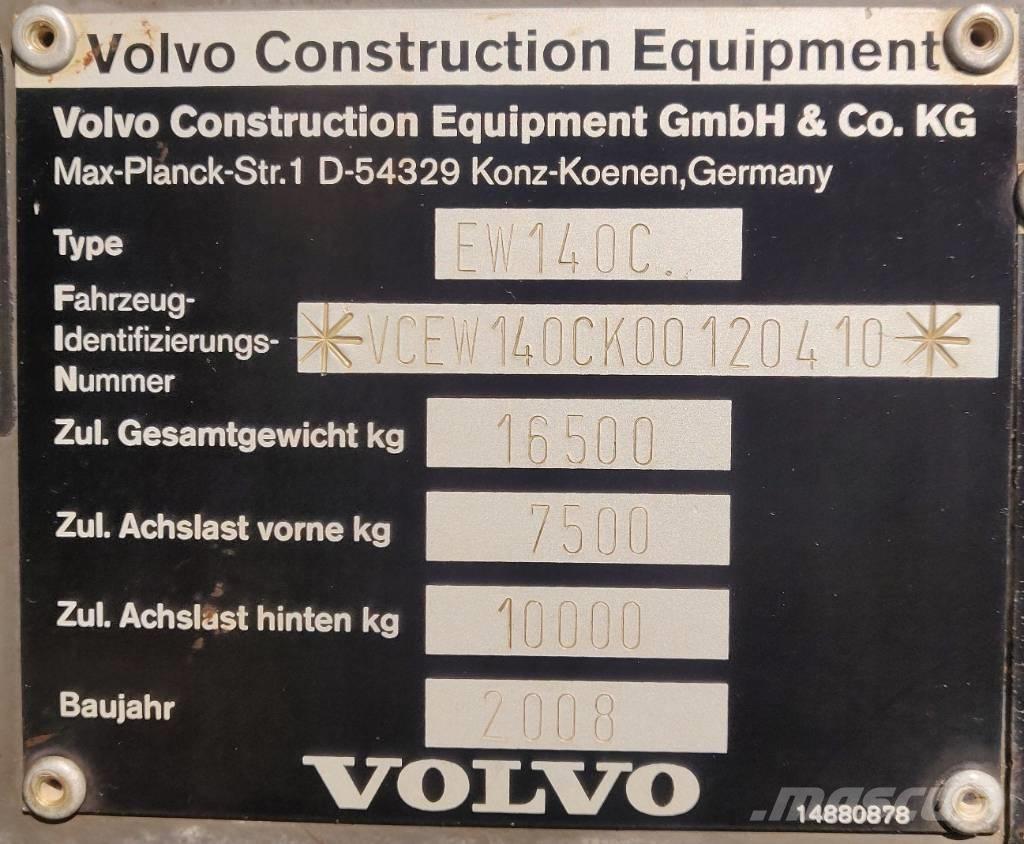 Volvo Construction Equipment
Volvo Construction Equipment GmbH & Co. KG
Max-Planck-Str.1 D-54329 Konz-Koenen,Germany
Type EW140C..
Fahrzeug-
Identifizierungs- *VCEW140CK00120410*
Nummer
Zul. Gesamtgewicht kg 16500
Zul. Achslast vorne kg 7500
Zul. Achslast hinten kg 10000
Baujahr 2008
VOLVO
14880878
mascus